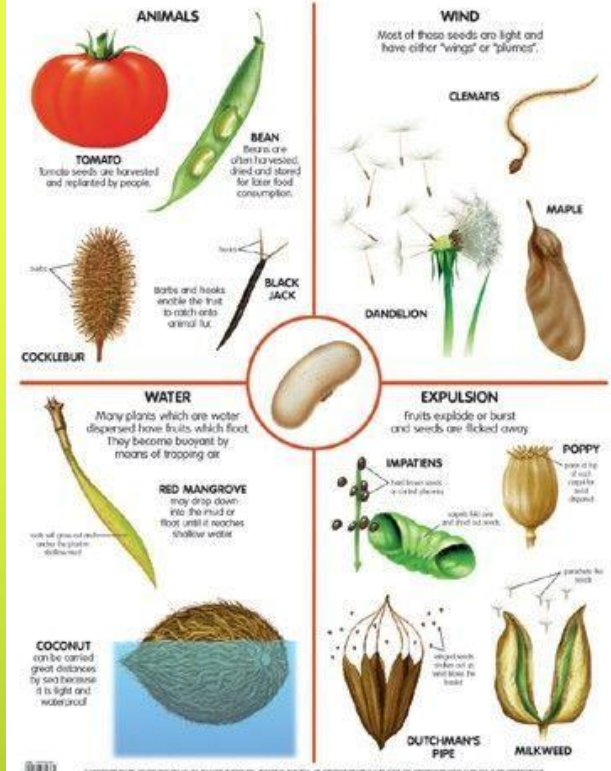 ANIMALS
TOMATO
Tomato seeds are harvested
and replanted by people.
BEAN
Beans are
often harvested,
dried and stored
for later food
consumption.
barbs
COCKLEBUR
Barbs and hooks
enable the fruit
to catch onto
animal fur.
hooks
BLACK
JACK
WIND
Most of these seeds are light and
have either "wings" or "plumes".
CLEMATIS
MAPLE
DANDELION
WATER
Many plants which are water
dispersed have fruits which float.
They become buoyant by
means of trapping air
RED MANGROVE
may drop down
into the mud or
float until it reaches
shallow water
COCONUT
can be carried
great distances
by sea because
it is light and
waterproof
EXPULSION
Fruits explode or burst
and seeds are flicked away.
IMPATIENS
POPPY
DUTCHMAN'S
PIPE
MILKWEED